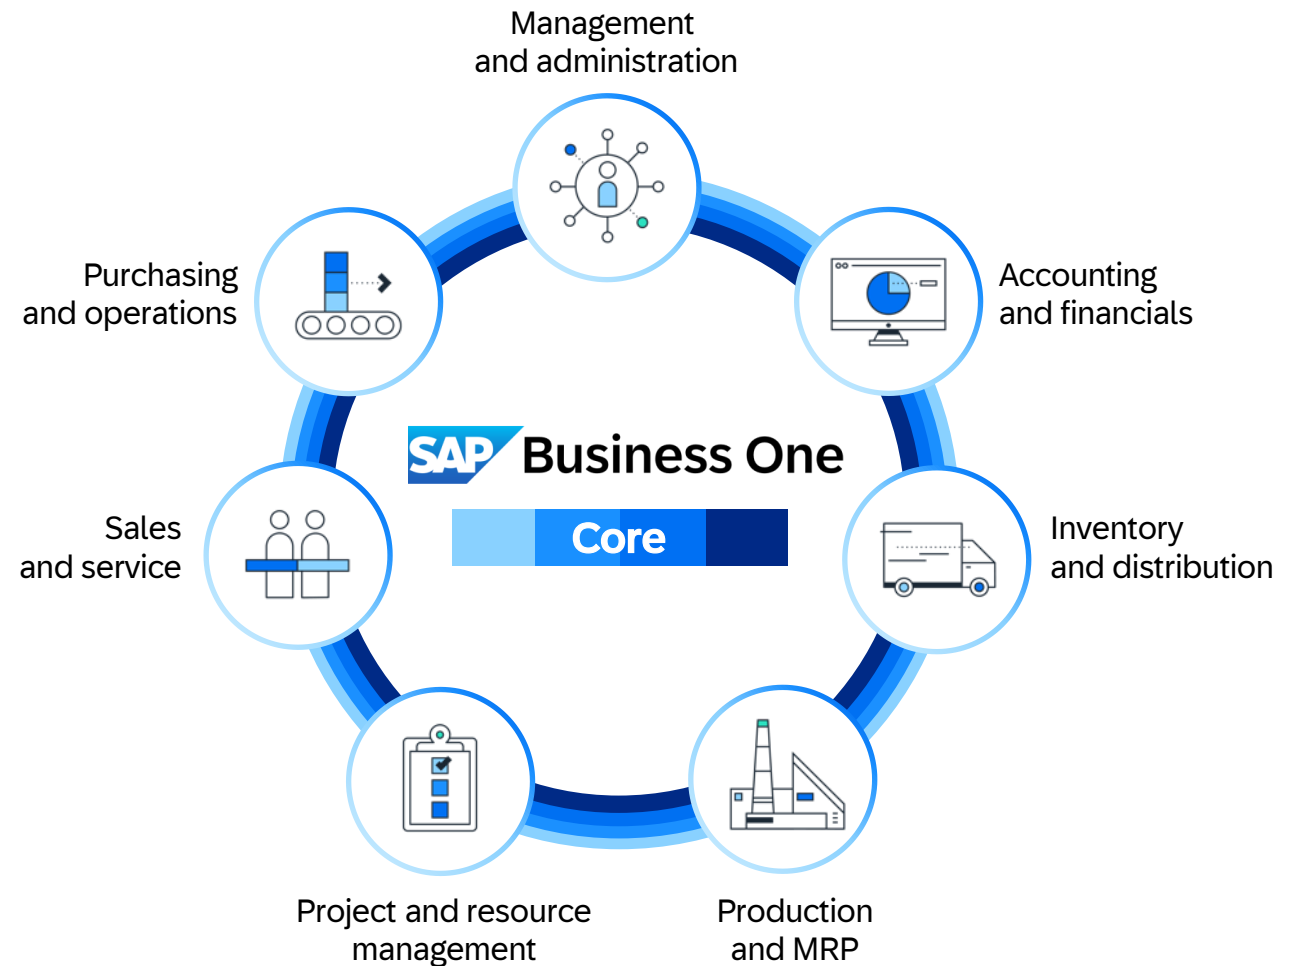 Management
and administration
Purchasing
and operations
Accounting
and financials
SAP Business One
Core
Sales
and service
Inventory
and distribution
Project and resource
management
Production
and MRP